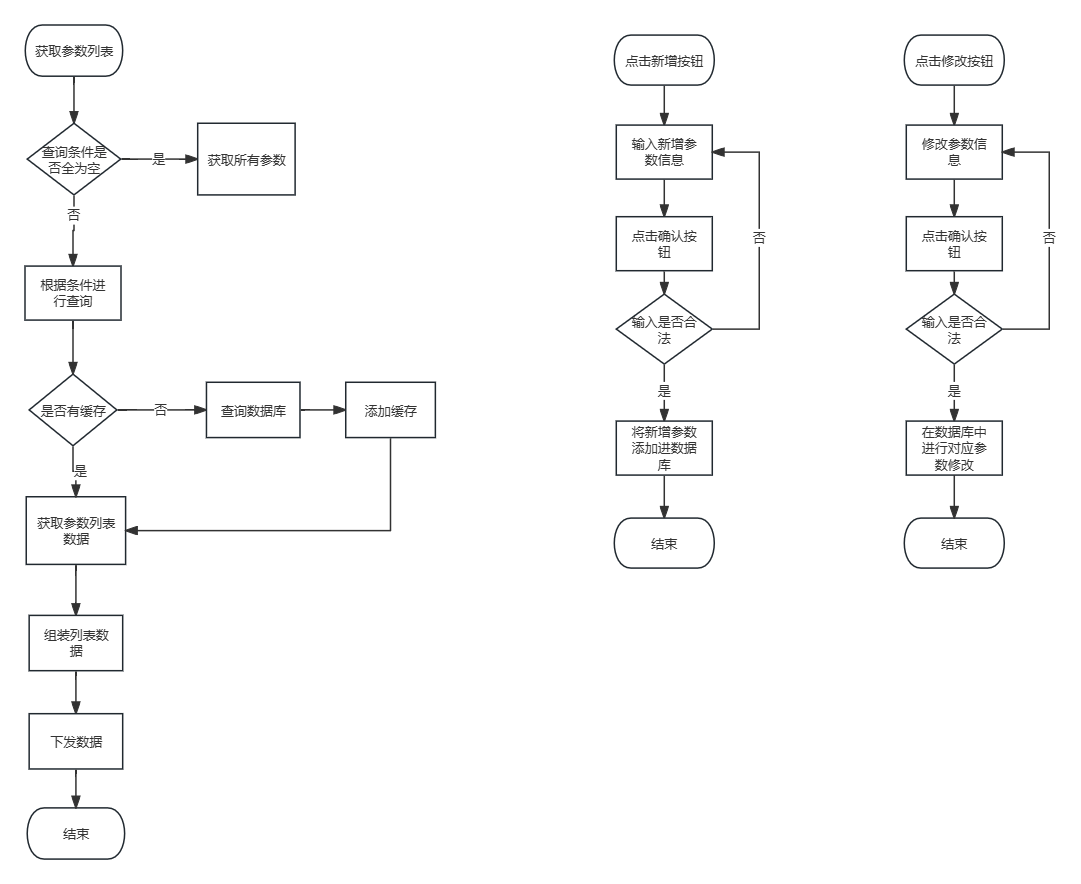 获取参数列表
查询条件是
否全为空
是
获取所有参数
否
根据条件进
行查询
是否有缓存
否
查询数据库
添加缓存
是
获取参数列表
数据
组装列表数
据
下发数据
结束
点击新增按钮
输入新增参
数信息
点击确认按
钮
否
输入是否合
法
是
将新增参数
添加进数据
库
结束
点击修改按钮
修改参数信
息
点击确认按
钮
否
输入是否合
法
是
在数据库中
进行对应参
数修改
结束